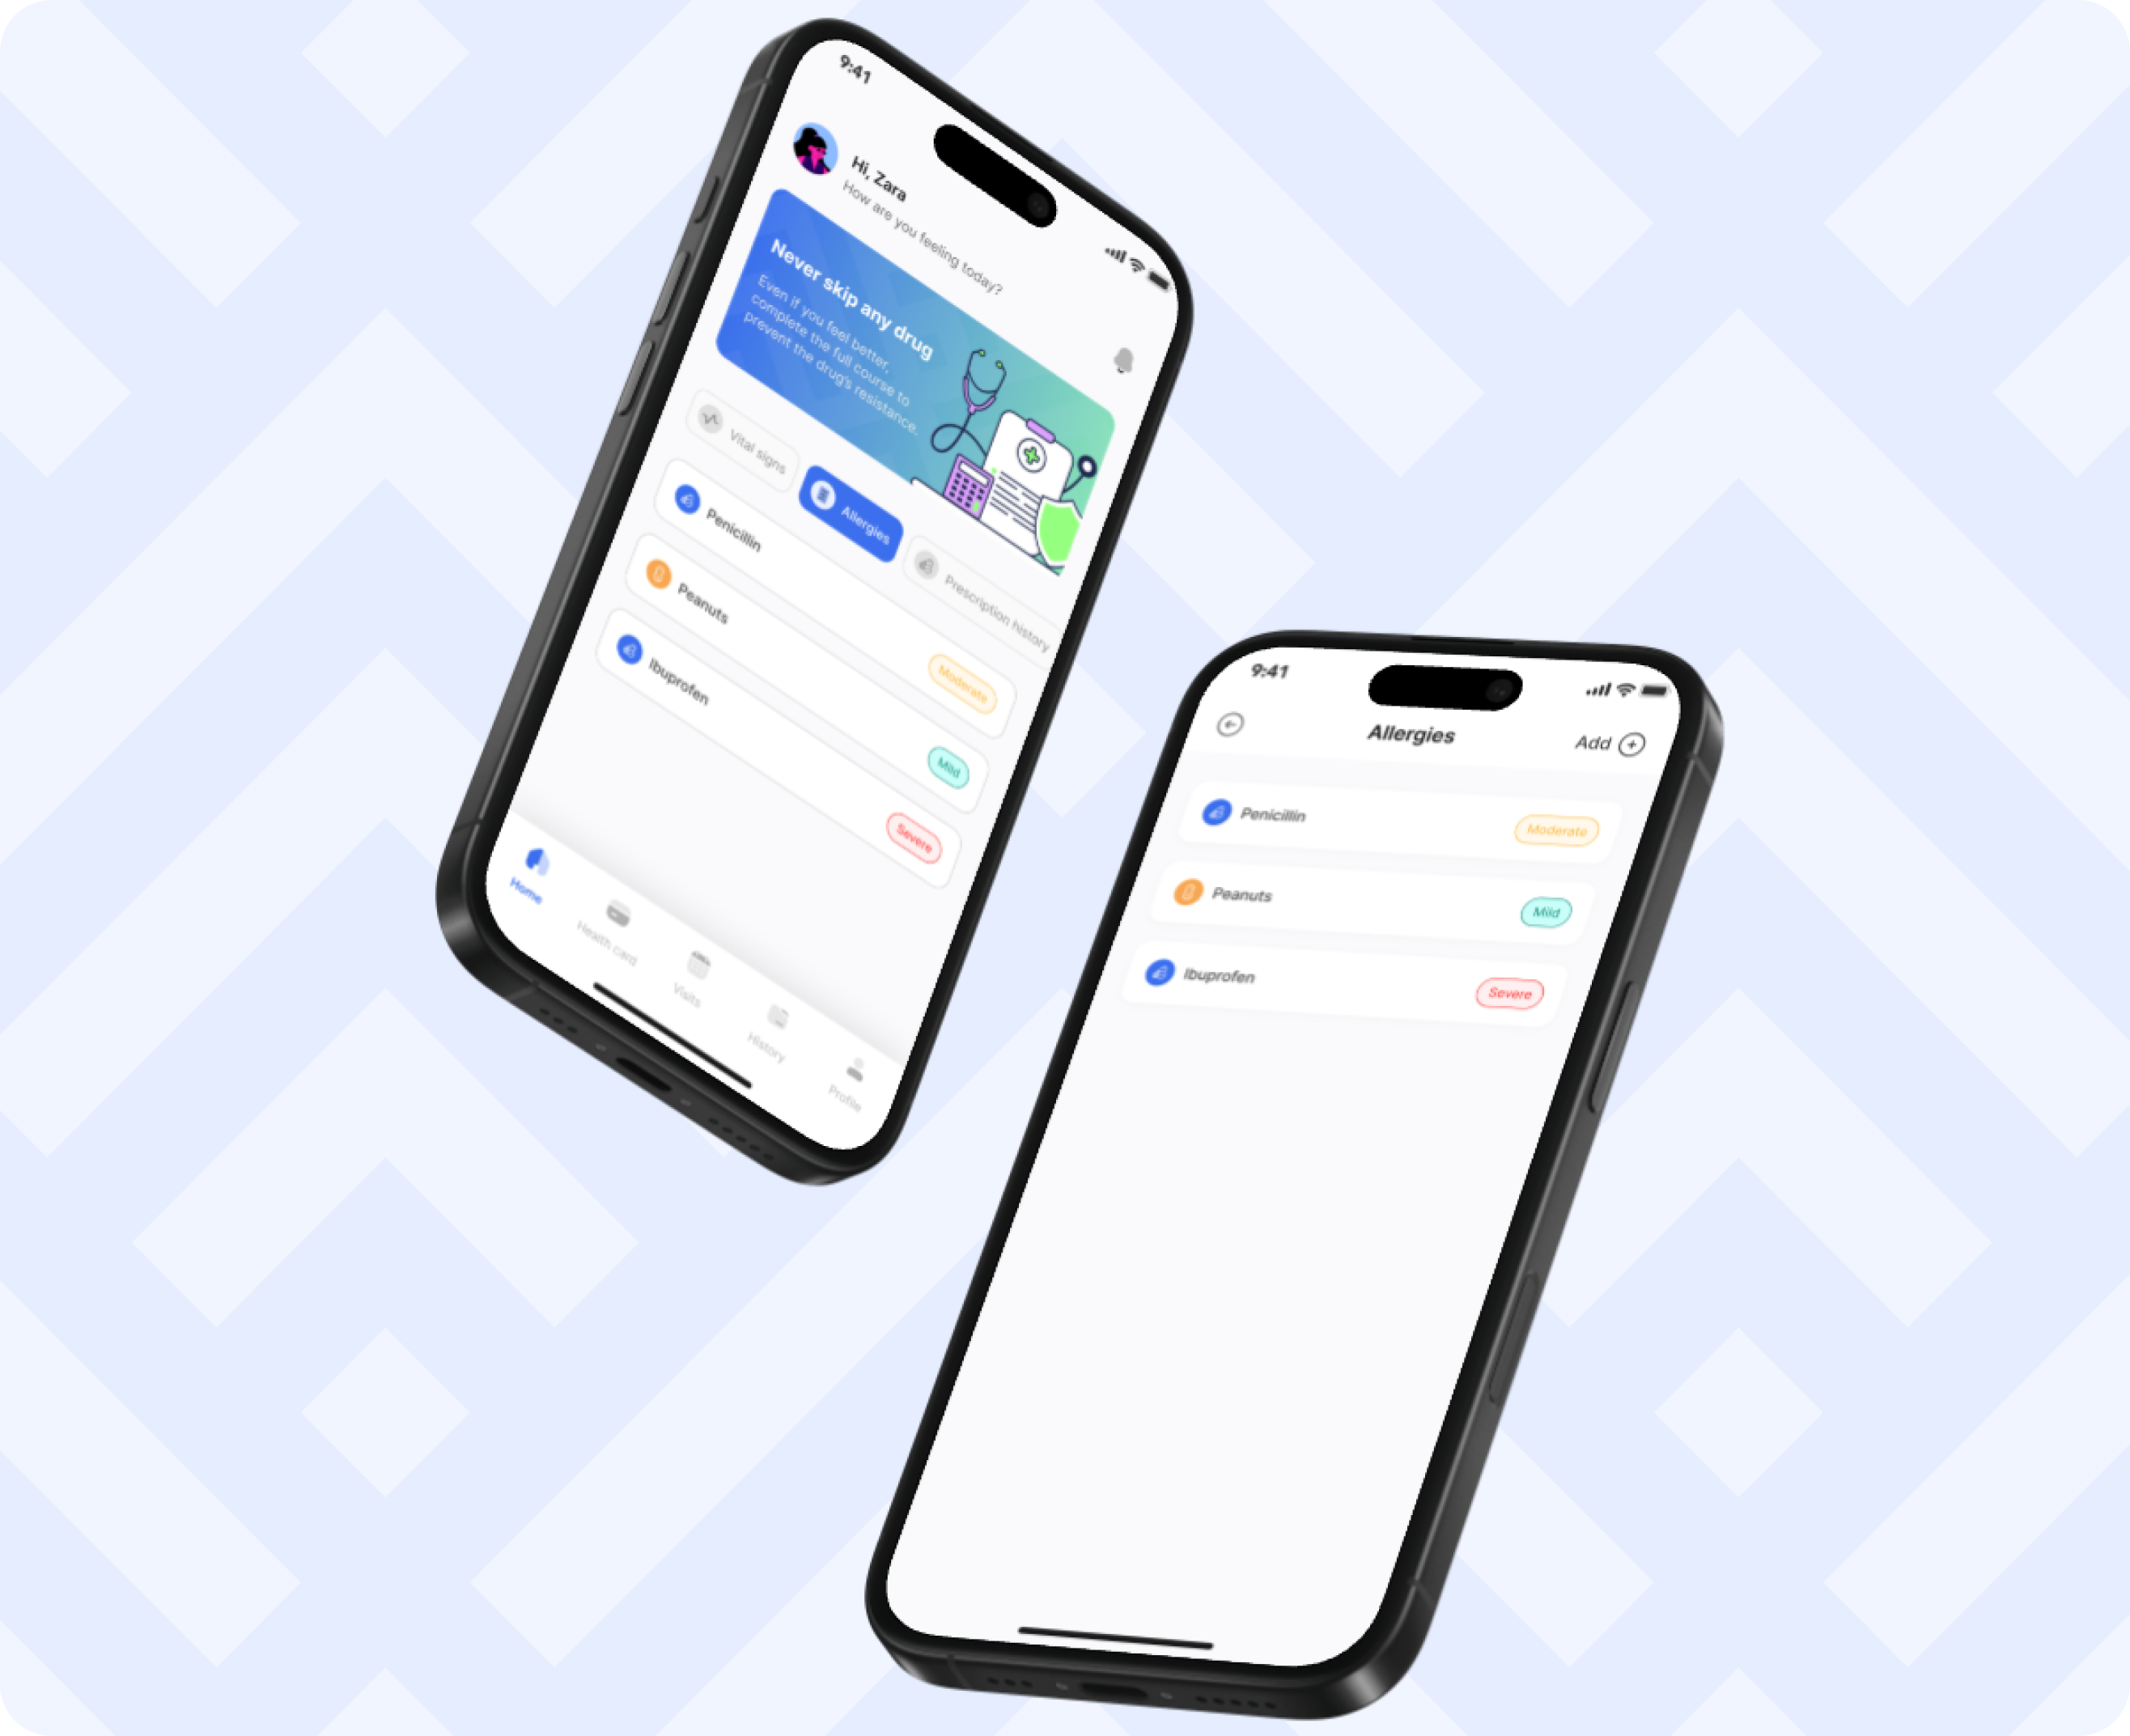 9:41
Hi, Zara
How are you feeling today?
Never skip any drug
Even if you feel better,
complete the full course to
prevent the drug's resistance.
Vital signs
Allergies
Prescription history
Penicillin
Moderate
Peanuts
Mild
Ibuprofen
Severe
Home
Health card
Visits
History
Profile
9:41
Allergies
Add
Penicillin
Moderate
Peanuts
Mild
Ibuprofen
Severe